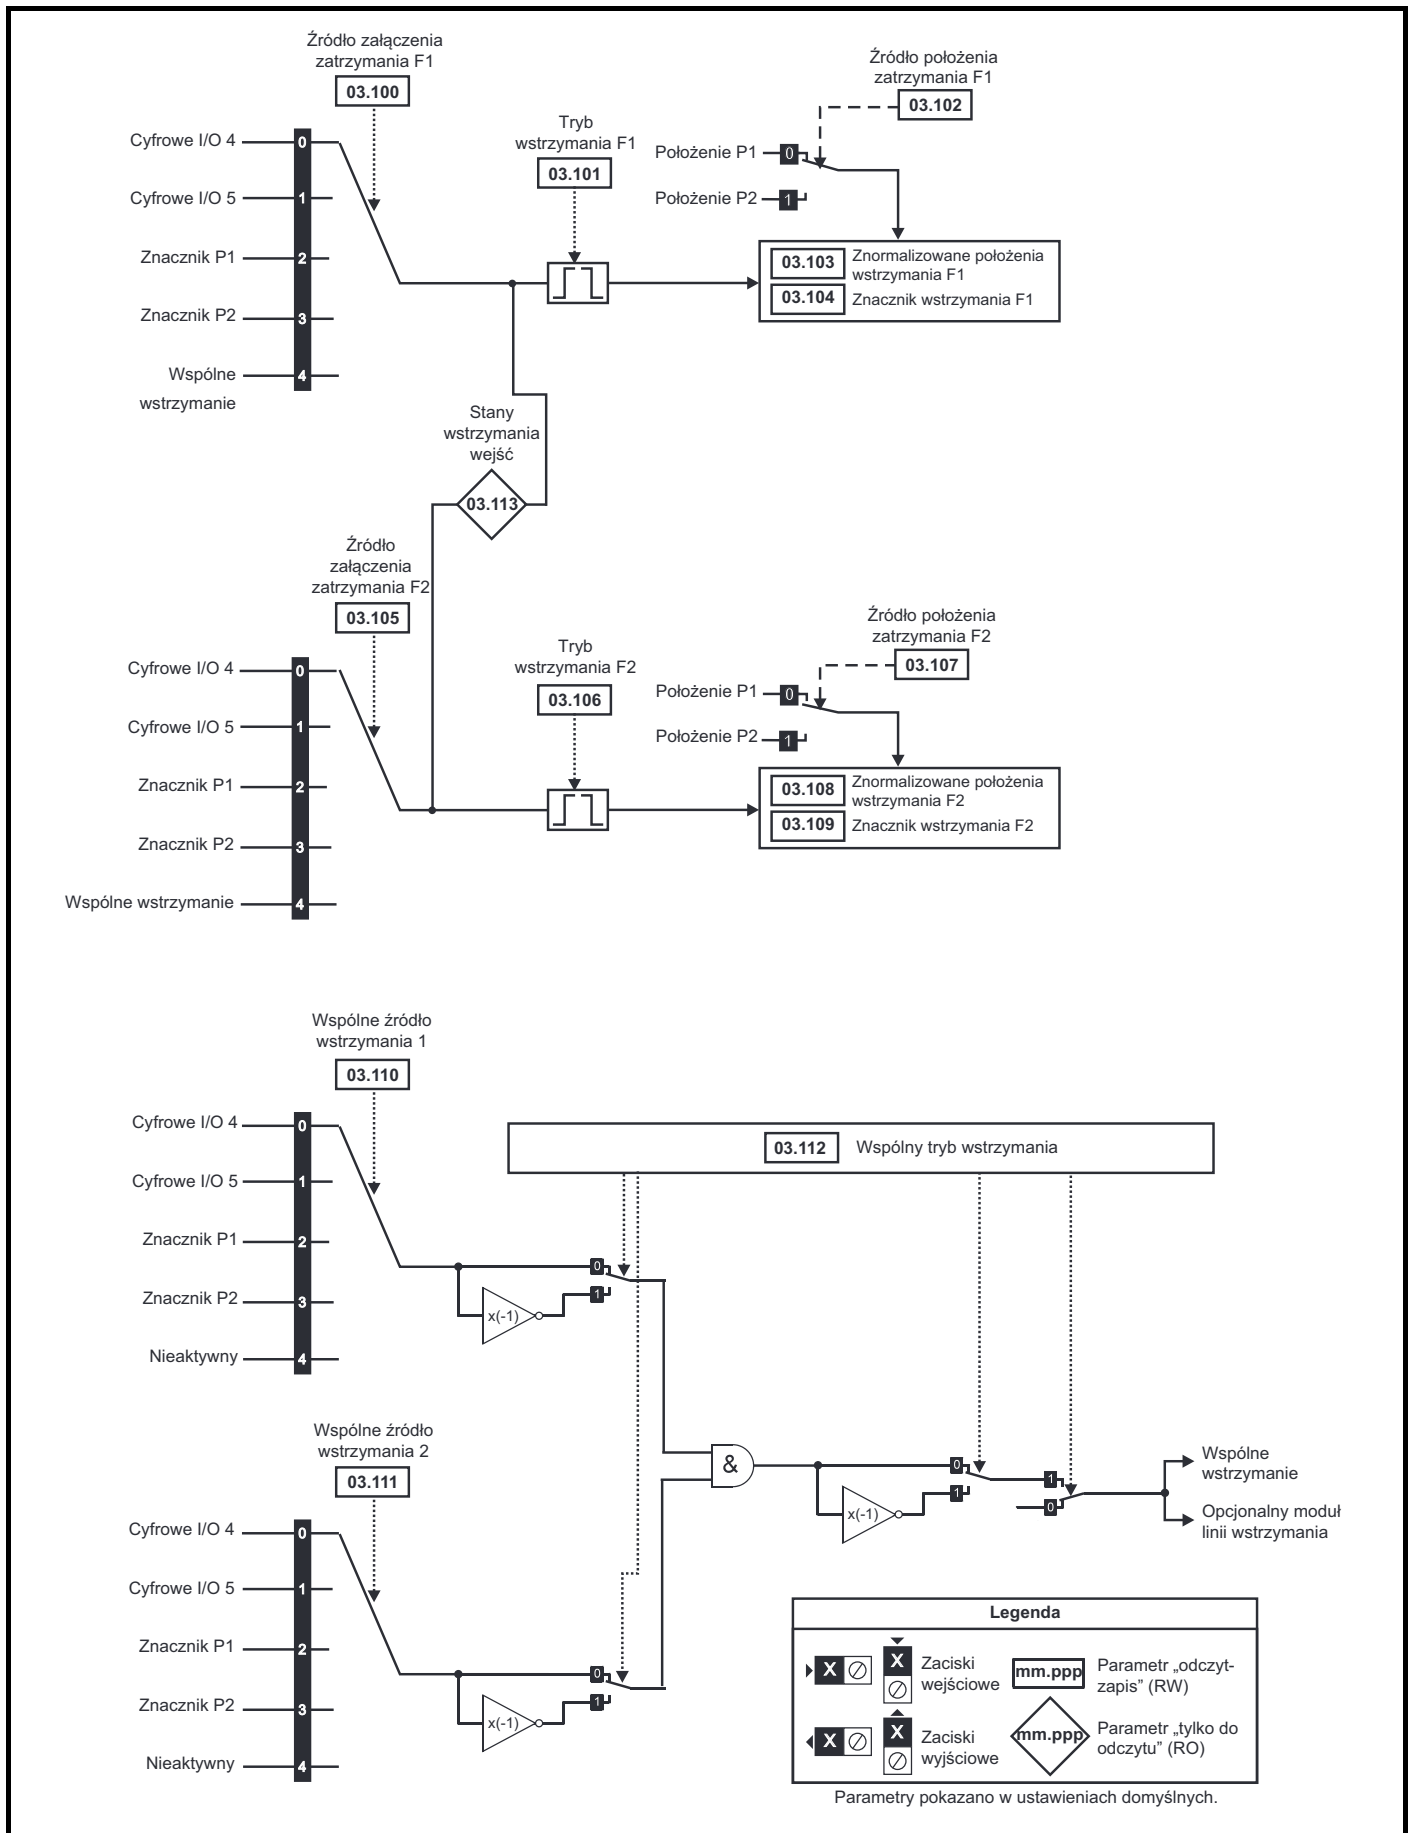 Źródło załączenia
zatrzymania F1
03.100
Cyfrowe I/O 4
0
Cyfrowe I/O 5
1
Znacznik P1
2
Znacznik P2
3
Wspólne
wstrzymanie
4
Tryb
wstrzymania F1
03.101
Źródło położenia
zatrzymania F1
03.102
Położenie P1
0
Położenie P2
1
03.103
Znormalizowane położenia
wstrzymania F1
03.104
Znacznik wstrzymania F1
Stany
wstrzymania
wejść
03.113
Źródło
załączenia
zatrzymania F2
03.105
Cyfrowe I/O 4
0
Cyfrowe I/O 5
1
Znacznik P1
2
Znacznik P2
3
Wspólne wstrzymanie
4
Tryb
wstrzymania F2
03.106
Źródło położenia
zatrzymania F2
03.107
Położenie P1
0
Położenie P2
1
03.108
Znormalizowane położenia
wstrzymania F2
03.109
Znacznik wstrzymania F2
Wspólne źródło
wstrzymania 1
03.110
Cyfrowe I/O 4
0
Cyfrowe I/O 5
1
Znacznik P1
2
Znacznik P2
3
Nieaktywny
4
03.112
Wspólny tryb wstrzymania
0
1
x(-1)
Wspólne źródło
wstrzymania 2
03.111
Cyfrowe I/O 4
0
Cyfrowe I/O 5
1
Znacznik P1
2
Znacznik P2
3
Nieaktywny
4
0
1
x(-1)
&
x(-1)
0
1
1
0
Wspólne
wstrzymanie
Opcjonalny moduł
linii wstrzymania
Legenda
X
X
Zaciski
wejściowe
mm.ppp
Parametr „odczyt-
zapis” (RW)
X
X
Zaciski
wyjściowe
mm.ppp
Parametr „tylko do
odczytu” (RO)
Parametry pokazano w ustawieniach domyślnych.